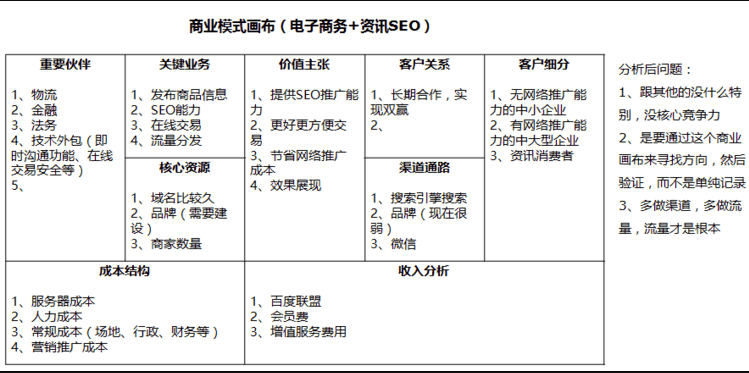 商业模式画布（电子商务+资讯SEO）
重要伙伴
1、物流
2、金融
3、法务
4、技术外包（即
时沟通功能、在线
交易安全等）
5、
关键业务
1、发布商品信息
2、SEO能力
3、在线交易
4、流量分发
核心资源
1、域名比较久
2、品牌（需要建
设）
3、商家数量
价值主张
1、提供SEO推广能
力
2、更好更方便交
易
3、节省网络推广
成本
4、效果展现
客户关系
1、长期合作，实
现双赢
2、
渠道通路
1、搜索引擎搜索
2、品牌（现在很
弱）
3、微信
客户细分
1、无网络推广能
力的中小企业
2、有网络推广能
力的中大型企业
3、资讯消费者
成本结构
1、服务器成本
2、人力成本
3、常规成本（场地、行政、财务等）
4、营销推广成本
收入分析
1、百度联盟
2、会员费
3、增值服务费用
分析后问题：
1、跟其他的没什么特
别，没核心竞争力
2、是要通过这个商业
画布来寻找方向，然后
验证，而不是单纯记录
3、多做渠道，多做流
量，流量才是根本